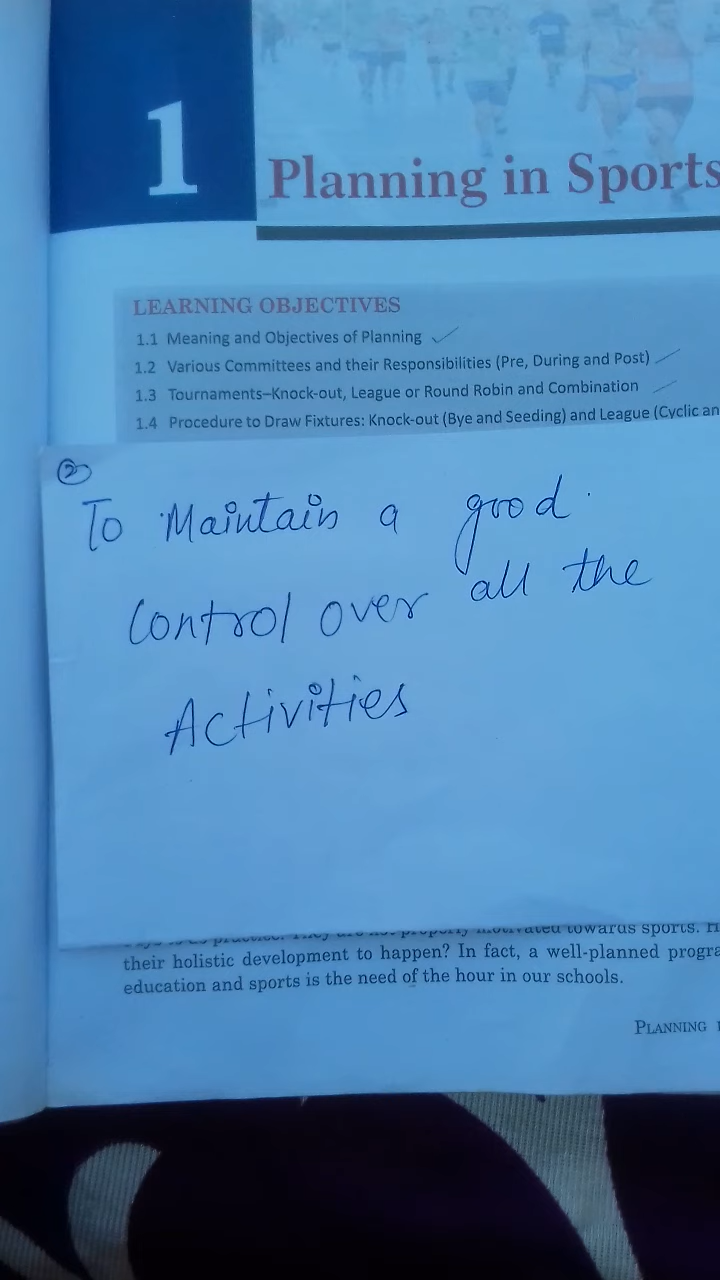 1
Planning in Sports
LEARNING OBJECTIVES
1.1 Meaning and Objectives of Planning
1.2 Various Committees and their Responsibilities (Pre, During and Post)
1.3 Tournaments–Knock-out, League or Round Robin and Combination
1.4 Procedure to Draw Fixtures: Knock-out (Bye and Seeding) and League (Cyclic an
2
To Maintain a good
Control over all the
Activities
motivated towards sports.
their holistic development to happen? In fact, a well-planned progra
education and sports is the need of the hour in our schools.
PLANNING